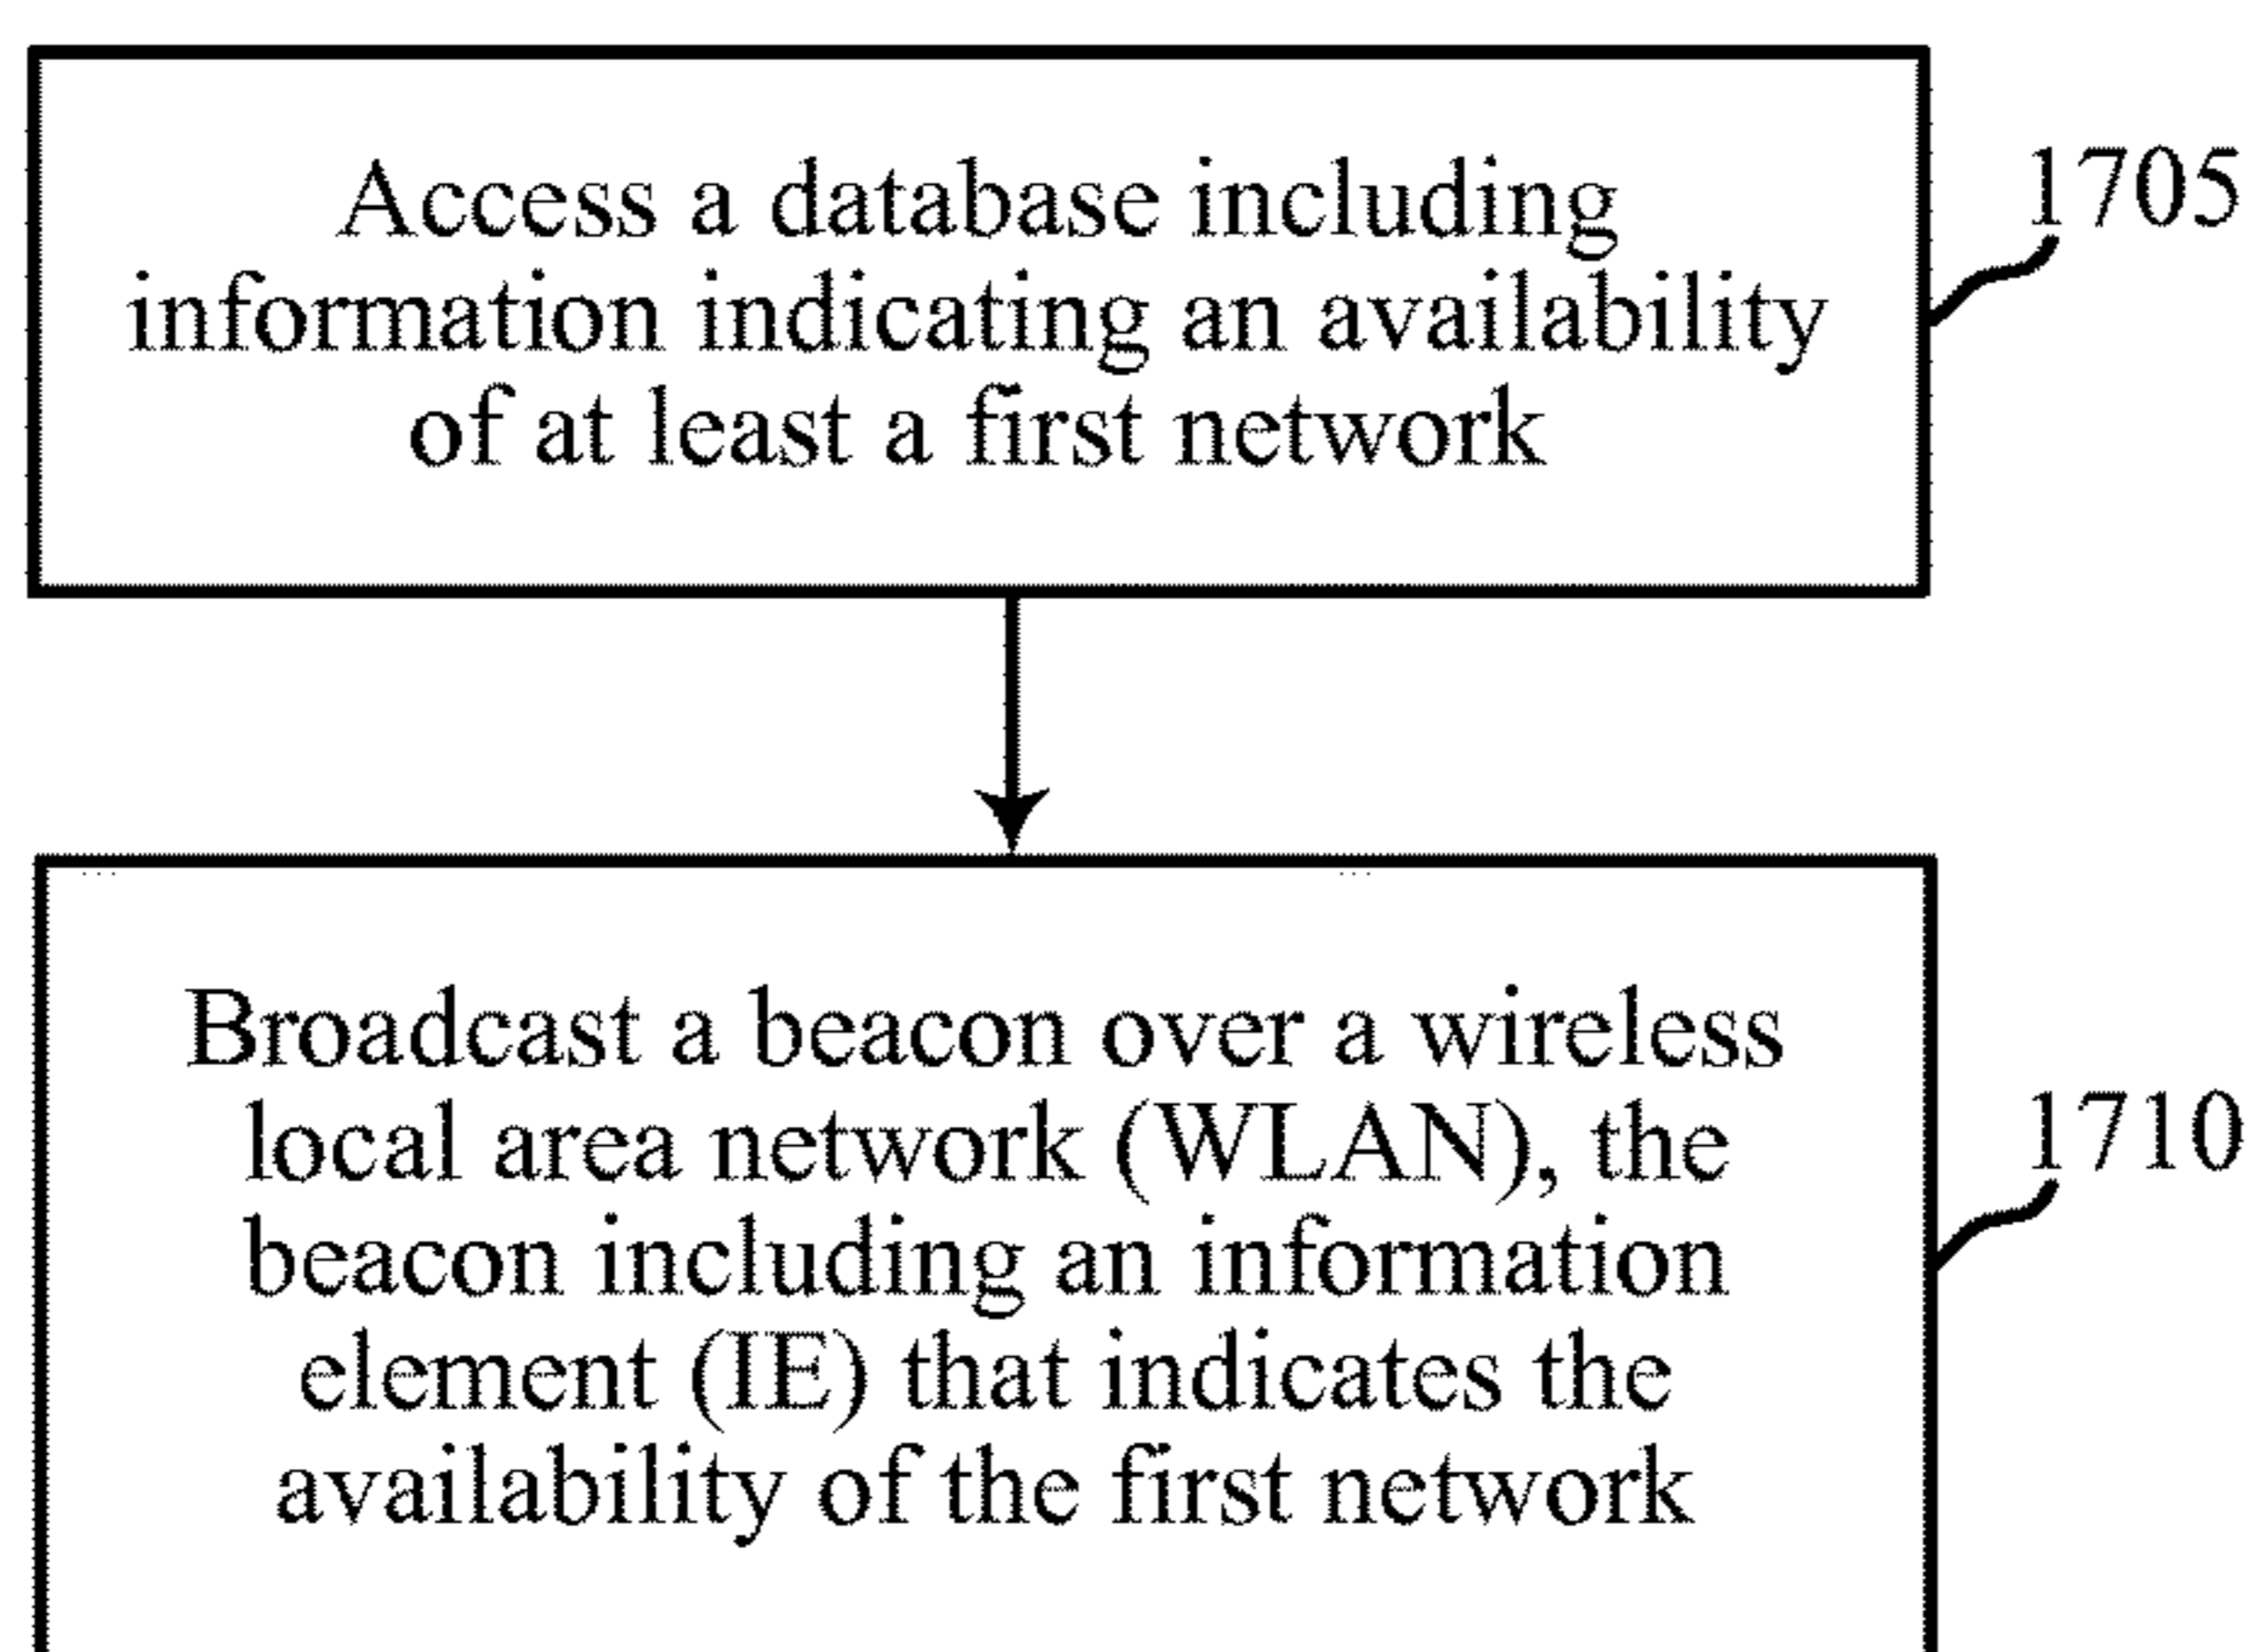 Access a database including
information indicating an availability
of at least a first network
1705
Broadcast a beacon over a wireless
local area network (WLAN), the
beacon including an information
element (IE) that indicates the
availability of the first network
1710